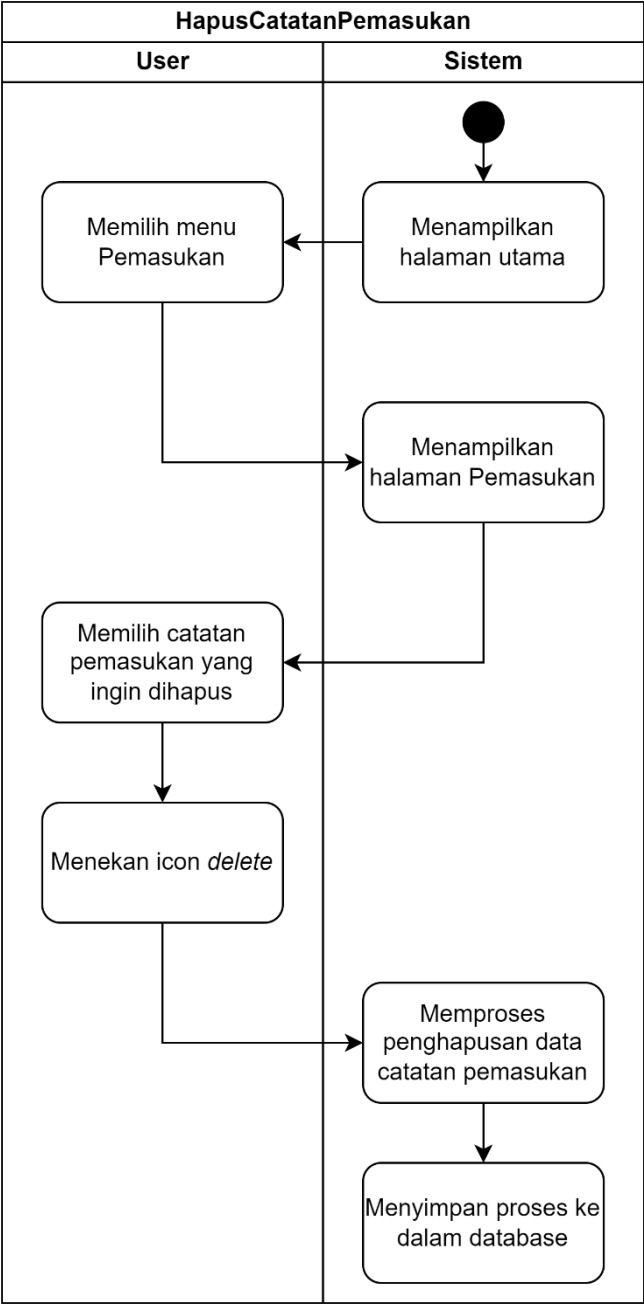 HapusCatatanPemasukan
User
Sistem
Menampilkan
halaman utama
Memilih menu
Pemasukan
Menampilkan
halaman Pemasukan
Memilih catatan
pemasukan yang
ingin dihapus
Menekan icon delete
Memproses
penghapusan data
catatan pemasukan
Menyimpan proses ke
dalam database